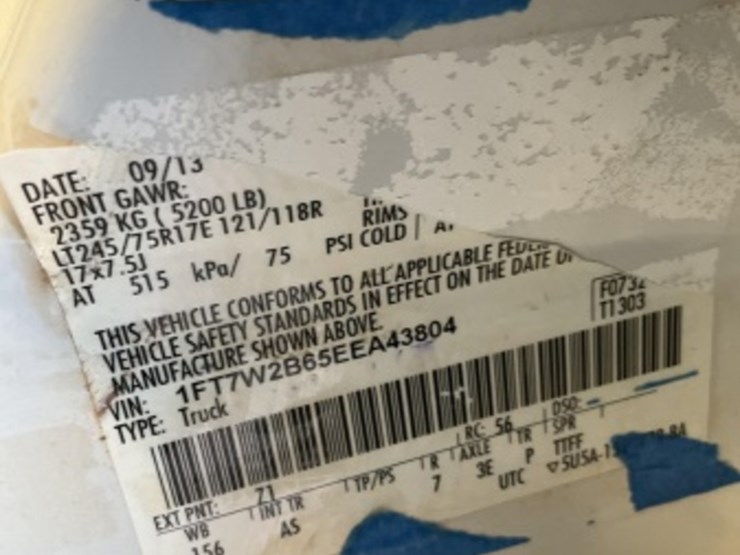 DATE: 09/13
FRONT GAWR:
2359 KG ( 5200 LB)
LT245/75R17E 121/118R
17x7.5J RIMS
AT 515 kPa/ 75 PSI COLD
THIS VEHICLE CONFORMS TO ALL APPLICABLE
VEHICLE SAFETY STANDARDS IN EFFECT ON THE DATE
MANUFACTURE SHOWN ABOVE.
VIN: 1FT7W2B65EEA43804
TYPE: Truck
T1303
EXT PNT: 71 RC: 56 DSO:
WB INT TR TP/PS R AXLE TR SPR
156 AS 7 3E P TTFF
UTC